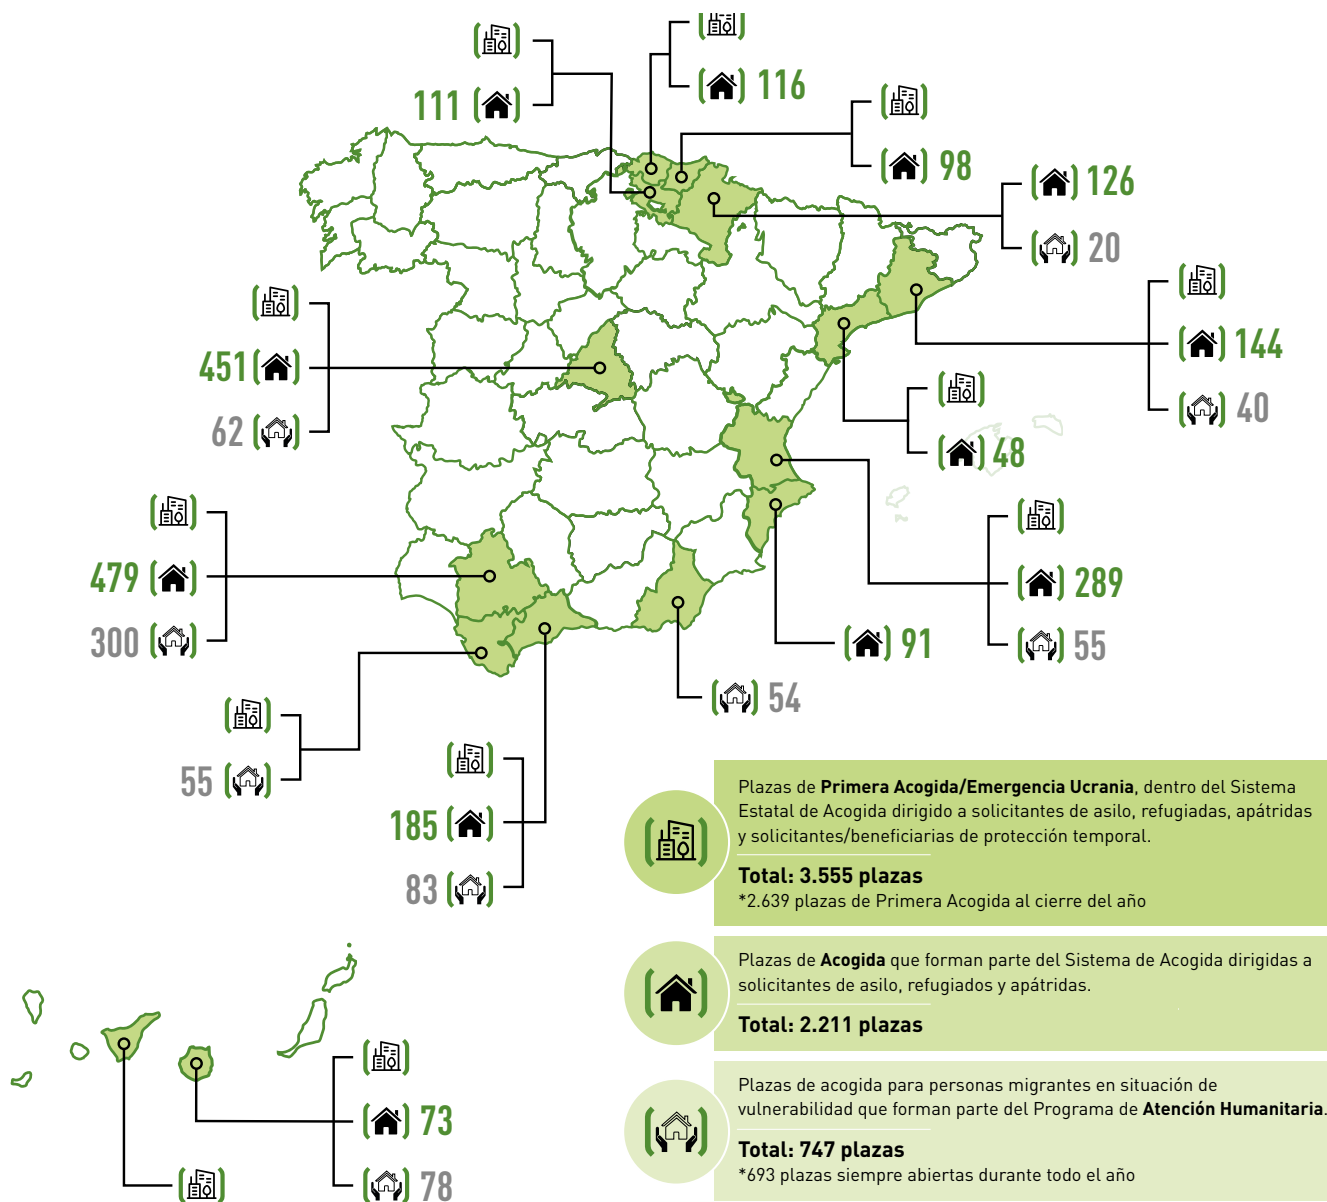 111
116
98
126
20
144
40
451
62
48
479
300
289
55
91
54
55
185
83
73
78
Plazas de Primera Acogida/Emergencia Ucrania, dentro del Sistema
Estatal de Acogida dirigido a solicitantes de asilo, refugiadas, apátridas
y solicitantes/beneficiarias de protección temporal.
Total: 3.555 plazas
*2.639 plazas de Primera Acogida al cierre del año
Plazas de Acogida que forman parte del Sistema de Acogida dirigidas a
solicitantes de asilo, refugiados y apátridas.
Total: 2.211 plazas
Plazas de acogida para personas migrantes en situación de
vulnerabilidad que forman parte del Programa de Atención Humanitaria.
Total: 747 plazas
*693 plazas siempre abiertas durante todo el año